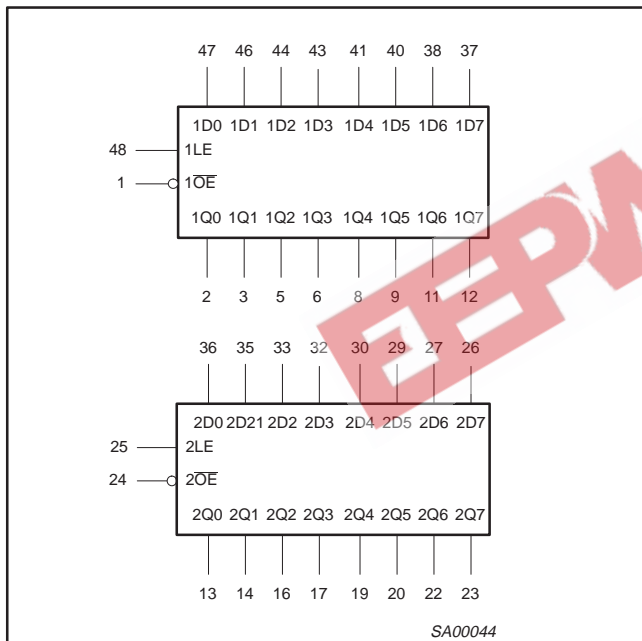 47 46 44 43 41 40 38 37
1D0 1D1 1D2 1D3 1D4 1D5 1D6 1D7
48 1LE
1 1O̅E̅
1Q0 1Q1 1Q2 1Q3 1Q4 1Q5 1Q6 1Q7
2 3 5 6 8 9 11 12
EEPW
36 35 33 32 30 29 27 26
2D0 2D21 2D2 2D3 2D4 2D5 2D6 2D7
25 2LE
24 2O̅E̅
2Q0 2Q1 2Q2 2Q3 2Q4 2Q5 2Q6 2Q7
13 14 16 17 19 20 22 23
SA00044